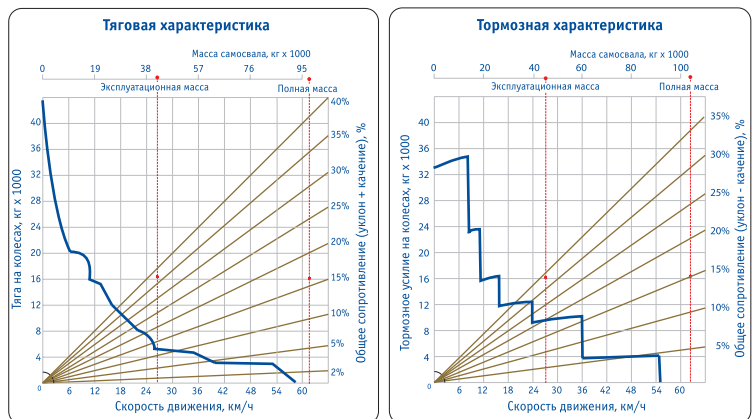 Тяговая характеристика
Масса самосвала, кг х 1000
0 19 38 57 76 95
Эксплуатационная масса
Полная масса
Тяга на колесах, кг х 1000
40
36
32
28
24
20
16
12
8
4
0
40%
35%
30%
25%
20%
15%
10%
5%
2%
Общее сопротивление (уклон + качение), %
6 12 18 24 30 36 42 48 54 60
Скорость движения, км/ч
Тормозная характеристика
Масса самосвала, кг х 1000
0 20 40 60 80 100
Эксплуатационная масса
Полная масса
Тормозное усилие на колесах, кг х 1000
40
36
32
28
24
20
16
12
8
4
0
35%
30%
25%
20%
15%
10%
5%
Общее сопротивление (уклон - качение), %
6 12 18 24 30 36 42 48 54 60
Скорость движения, км/ч